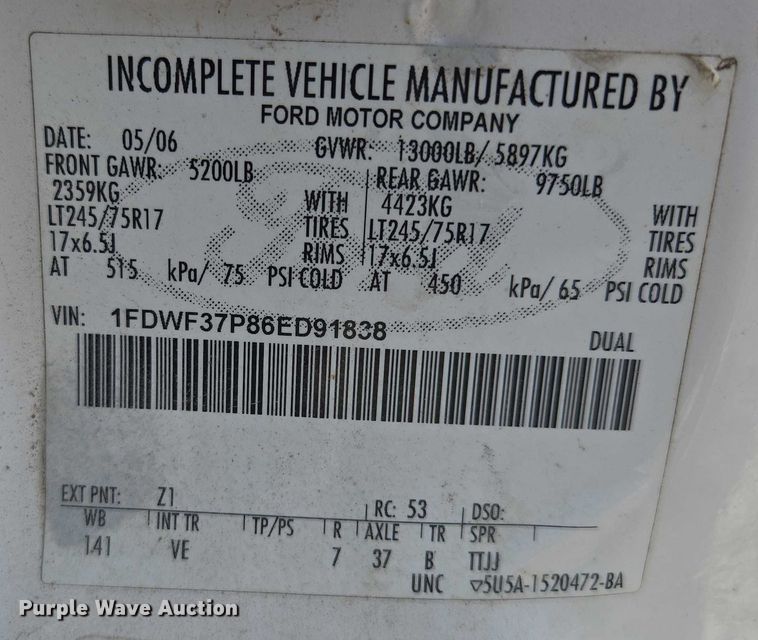 INCOMPLETE VEHICLE MANUFACTURED BY
FORD MOTOR COMPANY
DATE: 05/06 GVWR: 13000LB/ 5897KG
FRONT GAWR: 5200LB REAR GAWR: 9750LB
2359KG WITH 4423KG WITH
LT245/75R17 TIRES LT245/75R17 TIRES
17x6.5J RIMS 17x6.5J RIMS
AT 515 kPa/ 75 PSI COLD AT 450 kPa/ 65 PSI COLD
VIN: 1FDWF37P86ED91838 DUAL
EXT PNT: Z1 RC: 53 DSO:
WB INT TR TP/PS R AXLE TR SPR
141 VE 7 37 B TTJJ
UNC 5U5A-1520472-BA
Purple Wave Auction